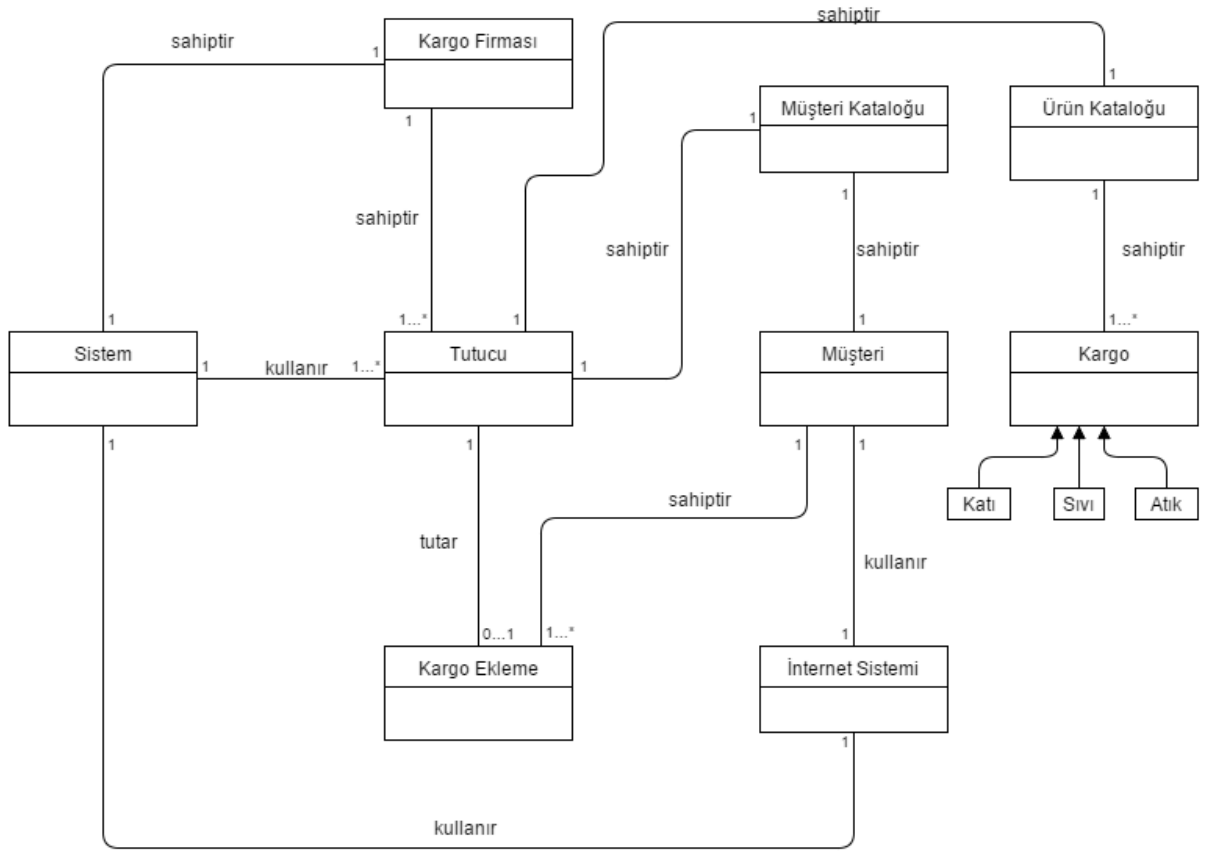 sahiptir
Kargo Firması
1
sahiptir
1
Müşteri Kataloğu
1
Ürün Kataloğu
1
1
1
sahiptir
sahiptir
sahiptir
sahiptir
1
1...*
1
1
1...*
Sistem
1
kullanır
1...*
Tutucu
1
Müşteri
Kargo
1
1
1
1
Katı
Sıvı
Atık
sahiptir
tutar
kullanır
0...1
1...*
1
Kargo Ekleme
İnternet Sistemi
1
kullanır